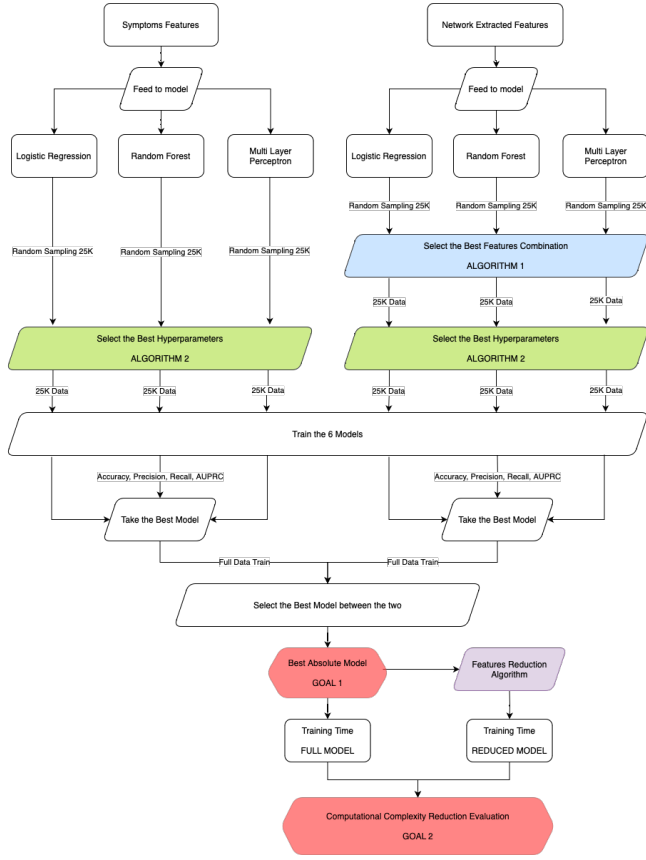 Symptoms Features
Network Extracted Features
Feed to model
Feed to model
Logistic Regression
Random Forest
Multi Layer
Perceptron
Logistic Regression
Random Forest
Multi Layer
Perceptron
Random Sampling 25K
Random Sampling 25K
Random Sampling 25K
Random Sampling 25K
Random Sampling 25K
Random Sampling 25K
Select the Best Features Combination
ALGORITHM 1
25K Data
25K Data
25K Data
Select the Best Hyperparameters
ALGORITHM 2
Select the Best Hyperparameters
ALGORITHM 2
25K Data
25K Data
25K Data
25K Data
25K Data
25K Data
Train the 6 Models
Accuracy, Precision, Recall, AUPRC
Accuracy, Precision, Recall, AUPRC
Take the Best Model
Take the Best Model
Full Data Train
Full Data Train
Select the Best Model between the two
Best Absolute Model
GOAL 1
Features Reduction
Algorithm
Training Time
FULL MODEL
Training Time
REDUCED MODEL
Computational Complexity Reduction Evaluation
GOAL 2